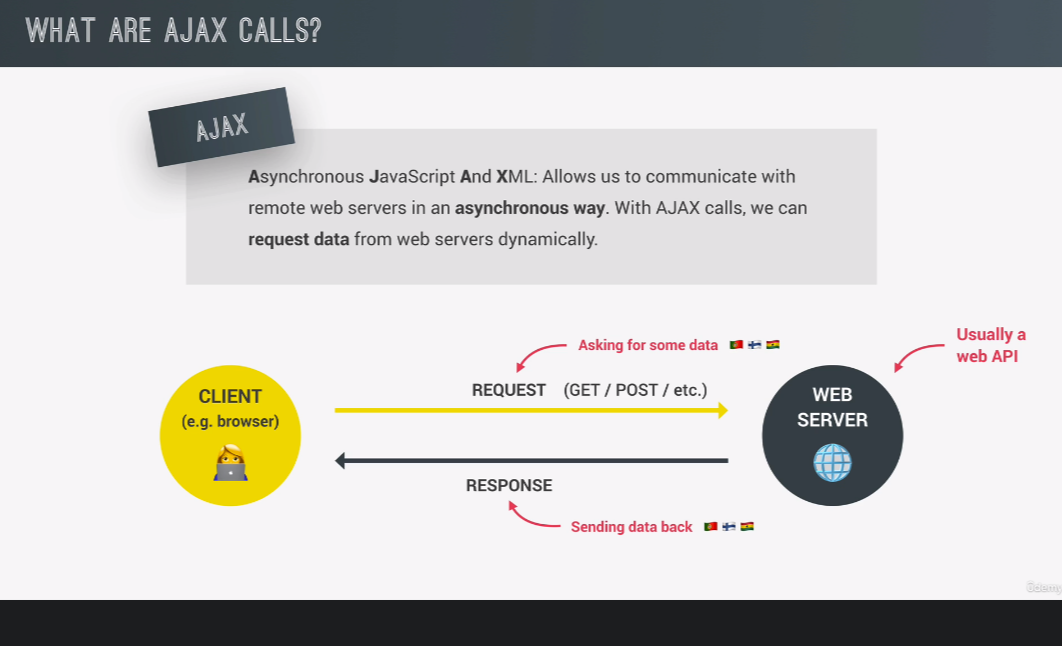 WHAT ARE AJAX CALLS?
AJAX
Asynchronous JavaScript And XML: Allows us to communicate with
remote web servers in an asynchronous way. With AJAX calls, we can
request data from web servers dynamically.
Usually a
web API
Asking for some data
REQUEST (GET / POST / etc.)
CLIENT
(e.g. browser)
WEB
SERVER
RESPONSE
Sending data back